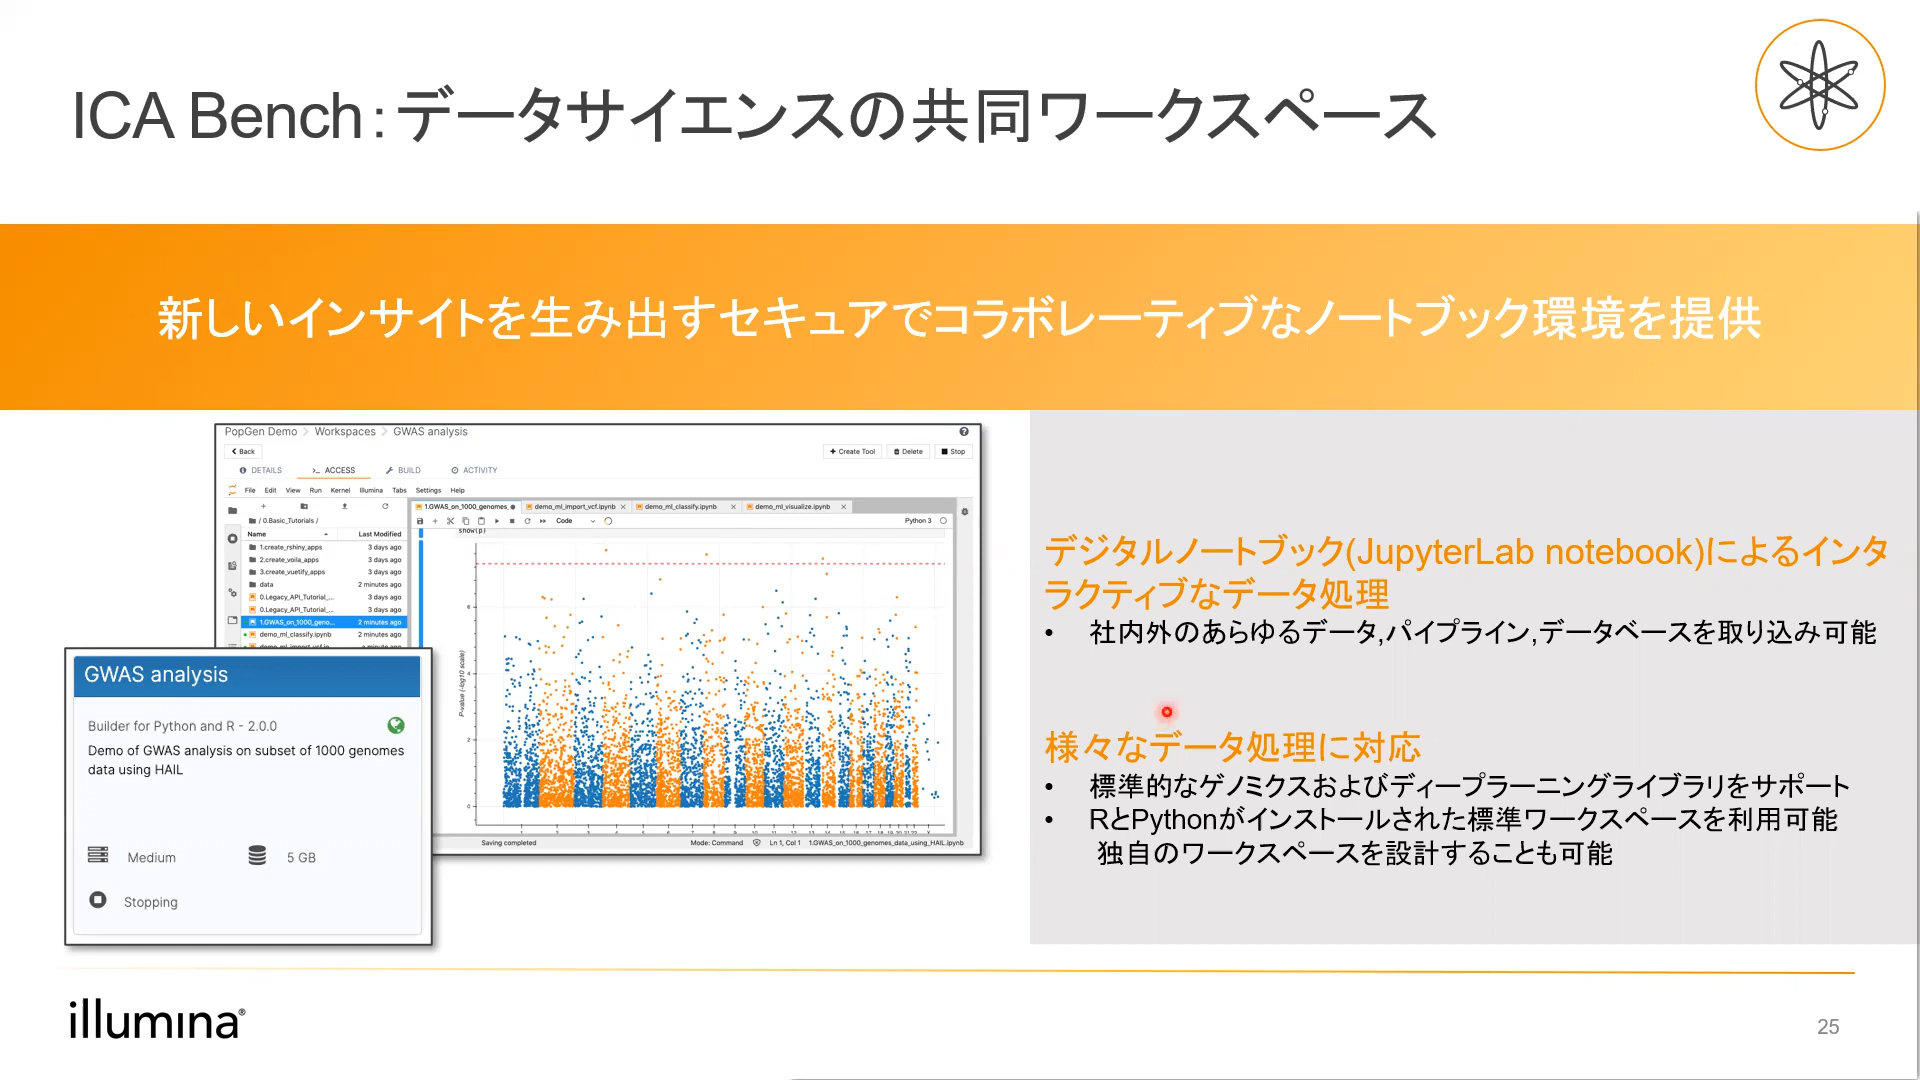 ICA Bench：データサイエンスの共同ワークスペース
新しいインサイトを生み出すセキュアでコラボレーティブなノートブック環境を提供
PopGen Demo > Workspaces > GWAS analysis
Back
Create Tool
Delete
Stop
DETAILS
ACCESS
BUILD
ACTIVITY
File Edit View Run Kernel Illumina Tabs Settings Help
1.GWAS_on_1000_genomes_
demo_ml_import_vcf.ipynb
demo_ml_classify.ipynb
demo_ml_visualize.ipynb
/ 0.Basic_Tutorials /
Code
Python 3
show(p)
Name Last Modified
1.create_rshiny_apps 3 days ago
2.create_voila_apps 3 days ago
3.create_vuetify_apps 3 days ago
data 2 minutes ago
0.Legacy_API_Tutorial_... 3 days ago
0.Legacy_API_Tutorial_... 3 days ago
1.GWAS_on_1000_geno... 2 minutes ago
demo_ml_classify.ipynb 2 minutes ago
P-value (-log10 scale)
6
4
2
0
Saving completed
Mode: Command
Ln 1, Col 1
1.GWAS_on_1000_genomes_data_using_HAIL.ipynb
GWAS analysis
Builder for Python and R - 2.0.0
Demo of GWAS analysis on subset of 1000 genomes
data using HAIL
Medium
5 GB
Stopping
デジタルノートブック(JupyterLab notebook)によるインタ
ラクティブなデータ処理
• 社内外のあらゆるデータ,パイプライン,データベースを取り込み可能
様々なデータ処理に対応
• 標準的なゲノミクスおよびディープラーニングライブラリをサポート
• RとPythonがインストールされた標準ワークスペースを利用可能
独自のワークスペースを設計することも可能
illumina®
25